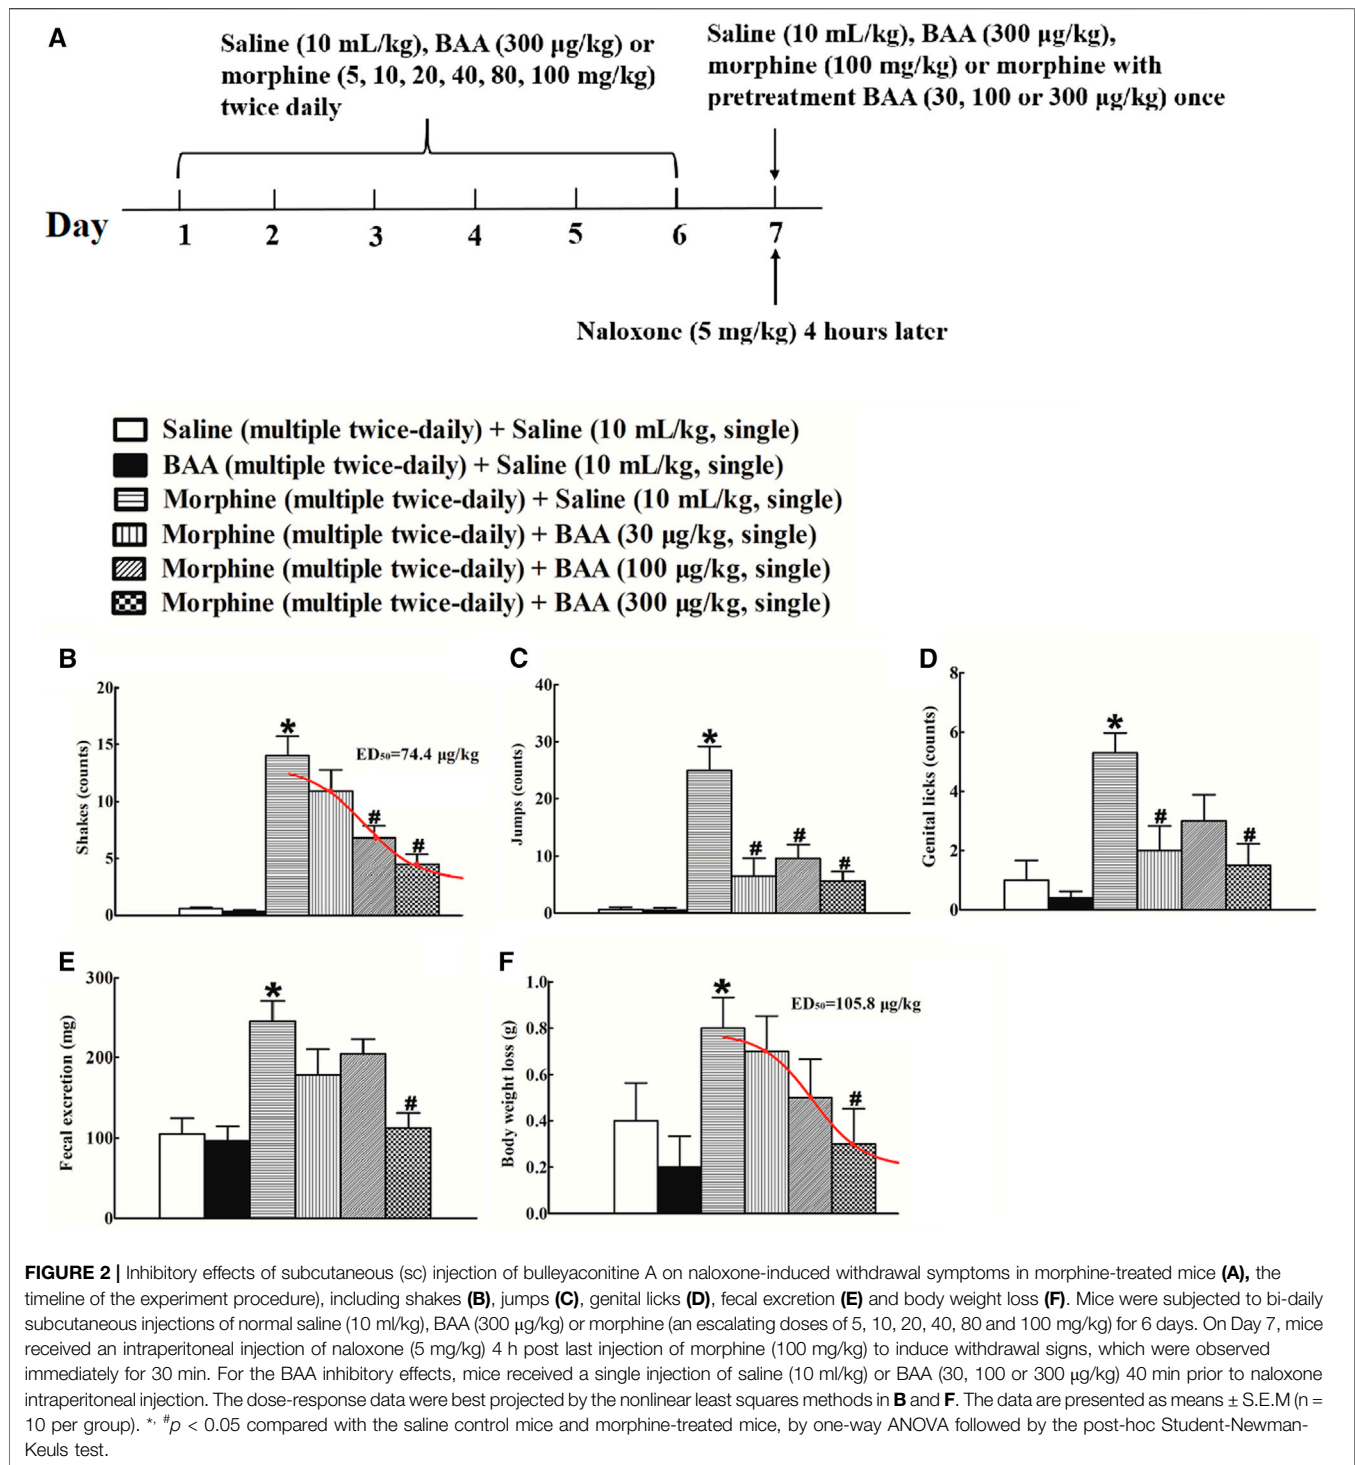 A
Saline (10 mL/kg), BAA (300 µg/kg) or
morphine (5, 10, 20, 40, 80, 100 mg/kg)
twice daily
Saline (10 mL/kg), BAA (300 µg/kg),
morphine (100 mg/kg) or morphine with
pretreatment BAA (30, 100 or 300 µg/kg) once
Day 1 2 3 4 5 6 7
Naloxone (5 mg/kg) 4 hours later
Saline (multiple twice-daily) + Saline (10 mL/kg, single)
BAA (multiple twice-daily) + Saline (10 mL/kg, single)
Morphine (multiple twice-daily) + Saline (10 mL/kg, single)
Morphine (multiple twice-daily) + BAA (30 µg/kg, single)
Morphine (multiple twice-daily) + BAA (100 µg/kg, single)
Morphine (multiple twice-daily) + BAA (300 µg/kg, single)
B
Shakes (counts)
20
15
10
5
0
*
#
#
ED₅₀=74.4 µg/kg
C
Jumps (counts)
40
30
20
10
0
*
#
#
#
D
Genital licks (counts)
8
6
4
2
0
*
#
#
E
Fecal excretion (mg)
300
200
100
0
*
#
F
Body weight loss (g)
1.0
0.8
0.6
0.4
0.2
0.0
*
#
ED₅₀=105.8 µg/kg
FIGURE 2 | Inhibitory effects of subcutaneous (sc) injection of bulleyaconitine A on naloxone-induced withdrawal symptoms in morphine-treated mice (A), the
timeline of the experiment procedure), including shakes (B), jumps (C), genital licks (D), fecal excretion (E) and body weight loss (F). Mice were subjected to bi-daily
subcutaneous injections of normal saline (10 ml/kg), BAA (300 μg/kg) or morphine (an escalating doses of 5, 10, 20, 40, 80 and 100 mg/kg) for 6 days. On Day 7, mice
received an intraperitoneal injection of naloxone (5 mg/kg) 4 h post last injection of morphine (100 mg/kg) to induce withdrawal signs, which were observed
immediately for 30 min. For the BAA inhibitory effects, mice received a single injection of saline (10 ml/kg) or BAA (30, 100 or 300 μg/kg) 40 min prior to naloxone
intraperitoneal injection. The dose-response data were best projected by the nonlinear least squares methods in B and F. The data are presented as means ± S.E.M (n =
10 per group). *, #p < 0.05 compared with the saline control mice and morphine-treated mice, by one-way ANOVA followed by the post-hoc Student-Newman-
Keuls test.